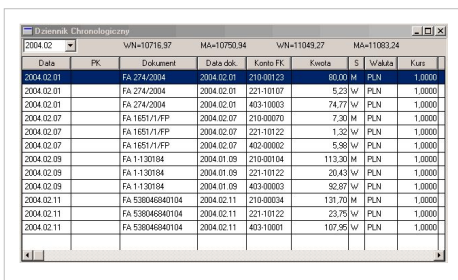 Dziennik Chronologiczny
2004.02 WN=10716,97 MA=10750,94 WN=11049,27 MA=11083,24
Data PK Dokument Data dok. Konto FK Kwota S Waluta Kurs
2004.02.01 FA 274/2004 2004.02.01 210-00123 80,00 M PLN 1,0000
2004.02.01 FA 274/2004 2004.02.01 221-10107 5,23 W PLN 1,0000
2004.02.01 FA 274/2004 2004.02.01 403-10003 74,77 W PLN 1,0000
2004.02.07 FA 1651/1/FP 2004.02.07 210-00070 7,30 M PLN 1,0000
2004.02.07 FA 1651/1/FP 2004.02.07 221-10122 1,32 W PLN 1,0000
2004.02.07 FA 1651/1/FP 2004.02.07 402-00002 5,98 W PLN 1,0000
2004.02.09 FA 1-130184 2004.01.09 210-00104 113,30 M PLN 1,0000
2004.02.09 FA 1-130184 2004.01.09 221-10122 20,43 W PLN 1,0000
2004.02.09 FA 1-130184 2004.01.09 403-00003 92,87 W PLN 1,0000
2004.02.11 FA 538046840104 2004.02.11 210-00034 131,70 M PLN 1,0000
2004.02.11 FA 538046840104 2004.02.11 221-10122 23,75 W PLN 1,0000
2004.02.11 FA 538046840104 2004.02.11 403-10001 107,95 W PLN 1,0000